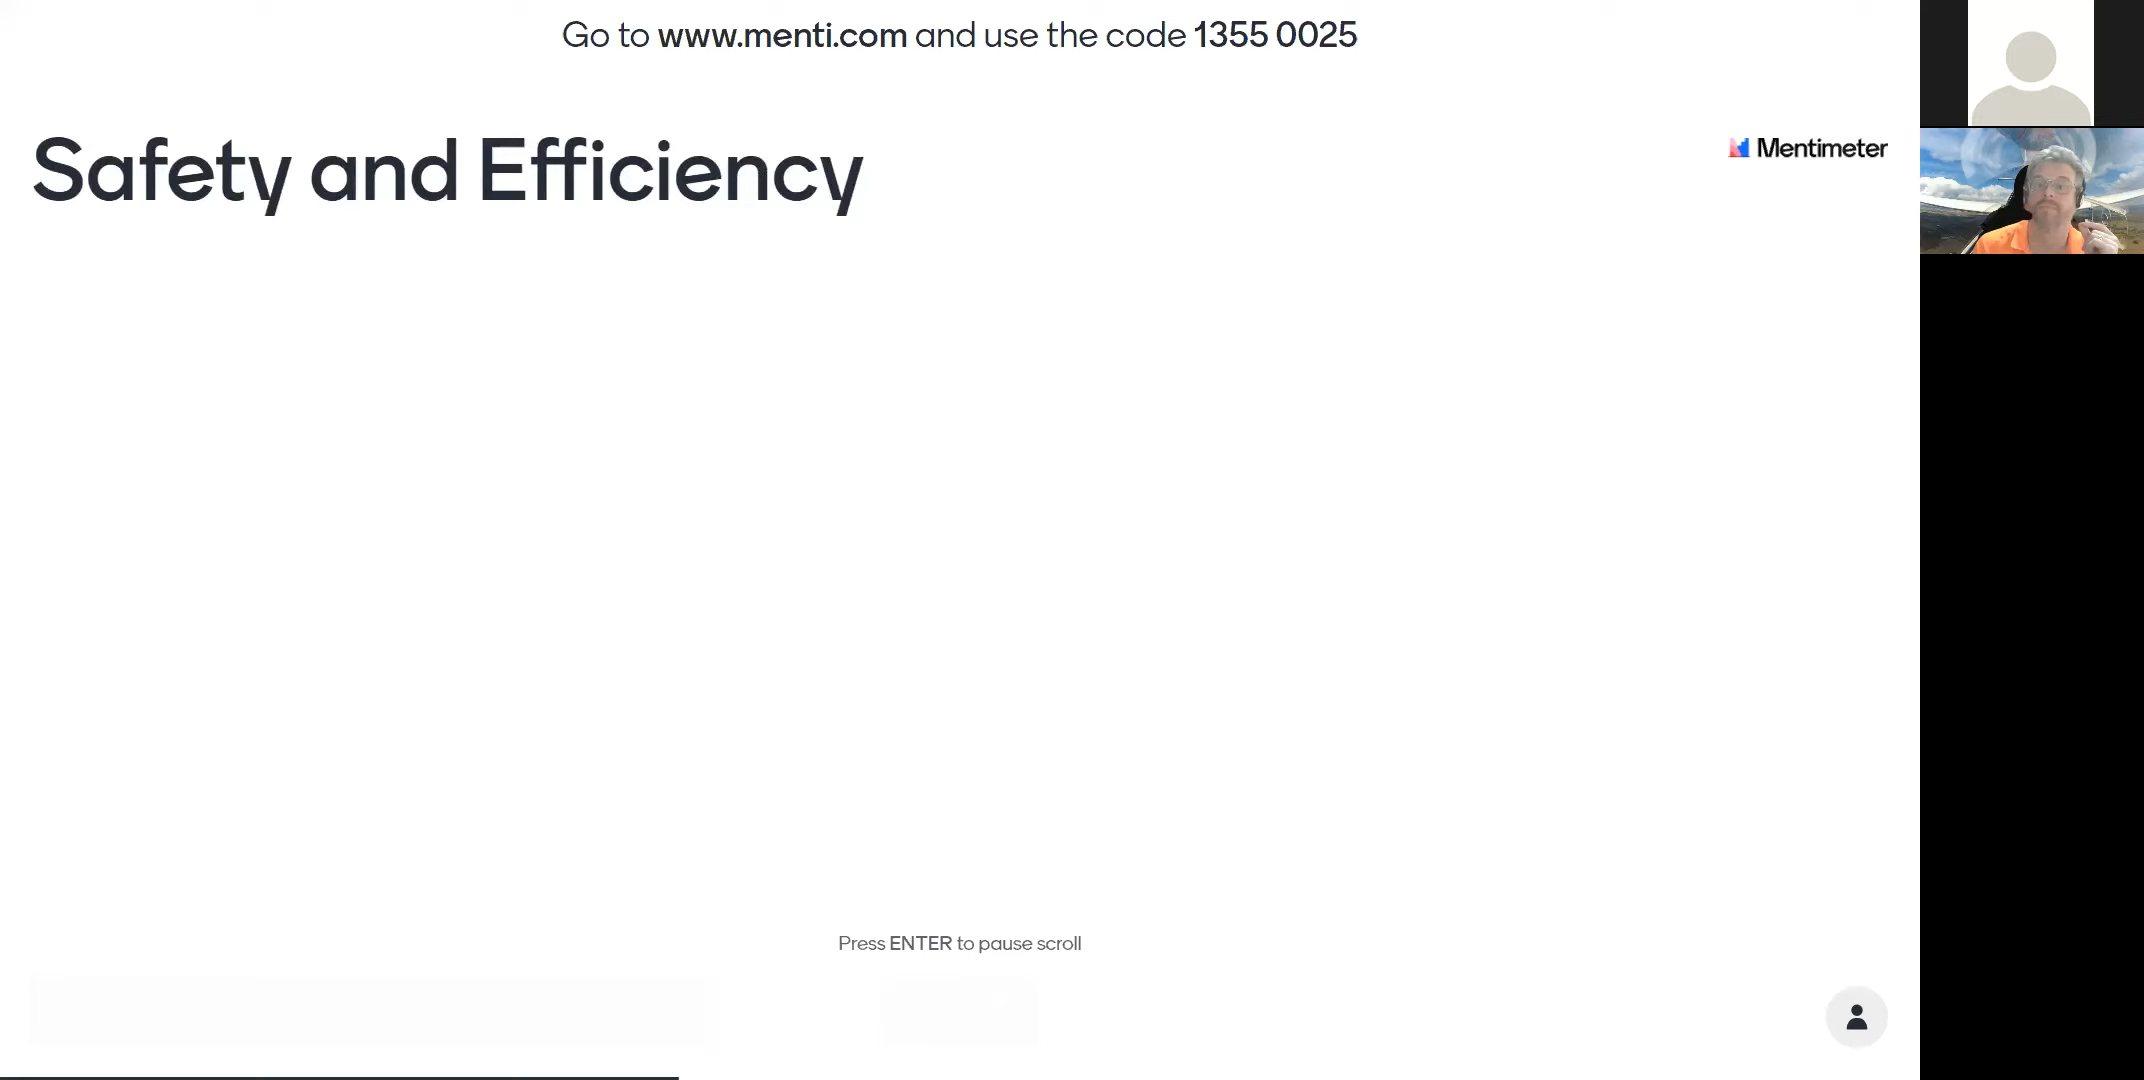 Go to www.menti.com and use the code 1355 0025
Safety and Efficiency
Mentimeter
Press ENTER to pause scroll